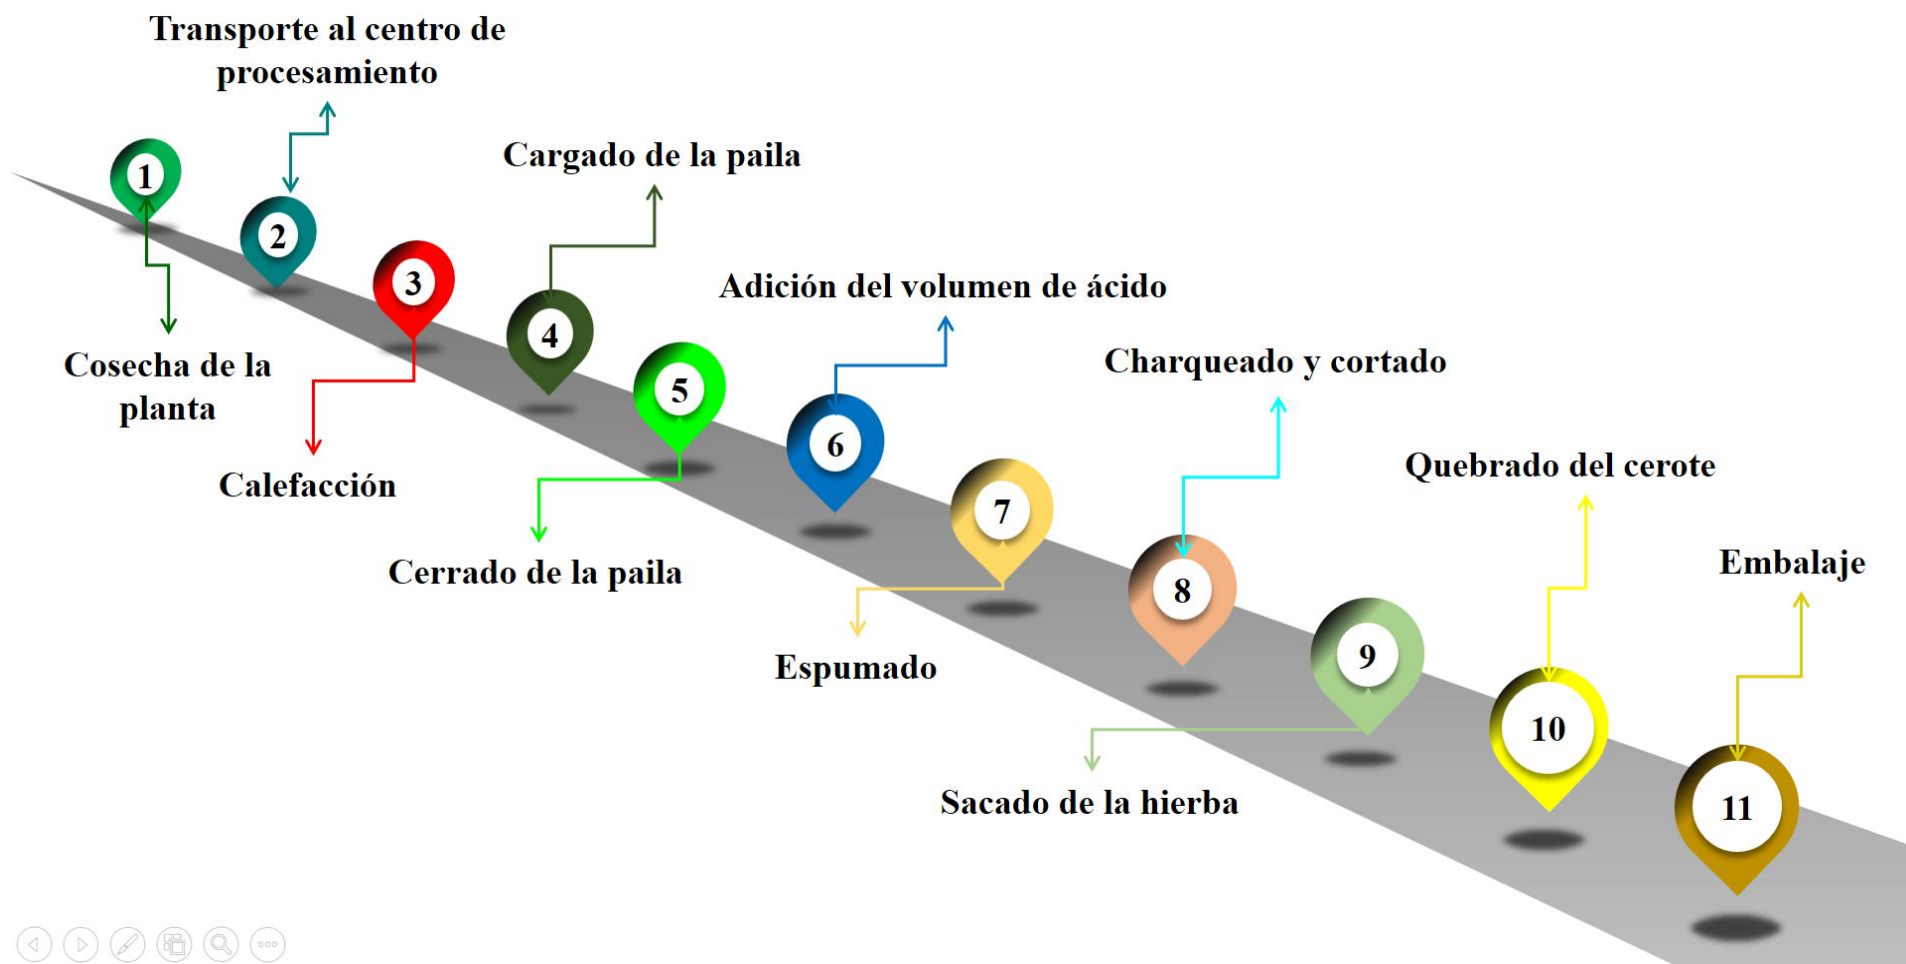 Transporte al centro de
procesamiento
1
Cosecha de la
planta
2
3
Calefacción
Cargado de la paila
4
5
Cerrado de la paila
Adición del volumen de ácido
6
7
Espumado
Charqueado y cortado
8
9
Sacado de la hierba
Quebrado del cerote
10
Embalaje
11